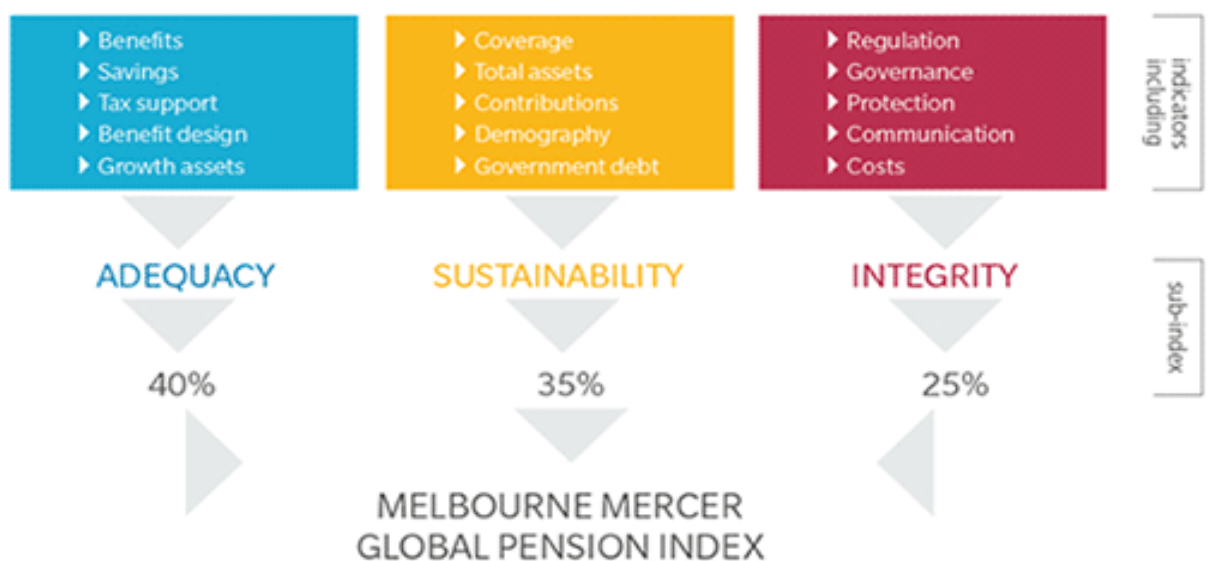 Benefits
Savings
Tax support
Benefit design
Growth assets
Coverage
Total assets
Contributions
Demography
Government debt
Regulation
Governance
Protection
Communication
Costs
indicators
including
ADEQUACY
SUSTAINABILITY
INTEGRITY
sub-index
40%
35%
25%
MELBOURNE MERCER
GLOBAL PENSION INDEX